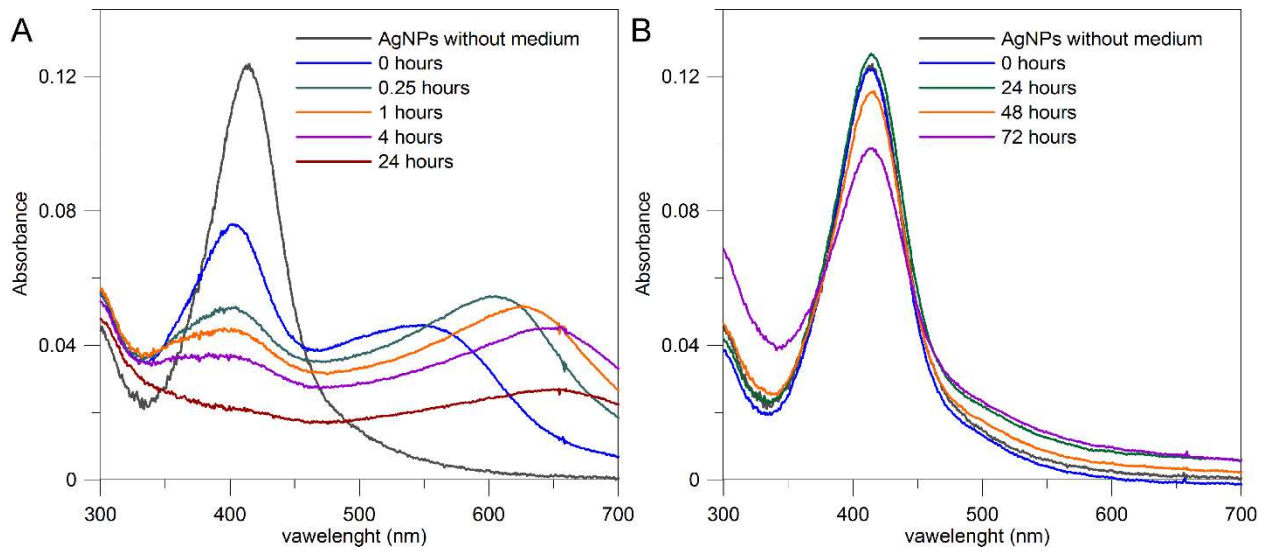 A
AgNPs without medium
0 hours
0.25 hours
1 hours
4 hours
24 hours
0.12
0.08
0.04
0
Absorbance
300
400
500
600
700
vawelenght (nm)
B
AgNPs without medium
0 hours
24 hours
48 hours
72 hours
0.12
0.08
0.04
0
Absorbance
300
400
500
600
700
vawelenght (nm)